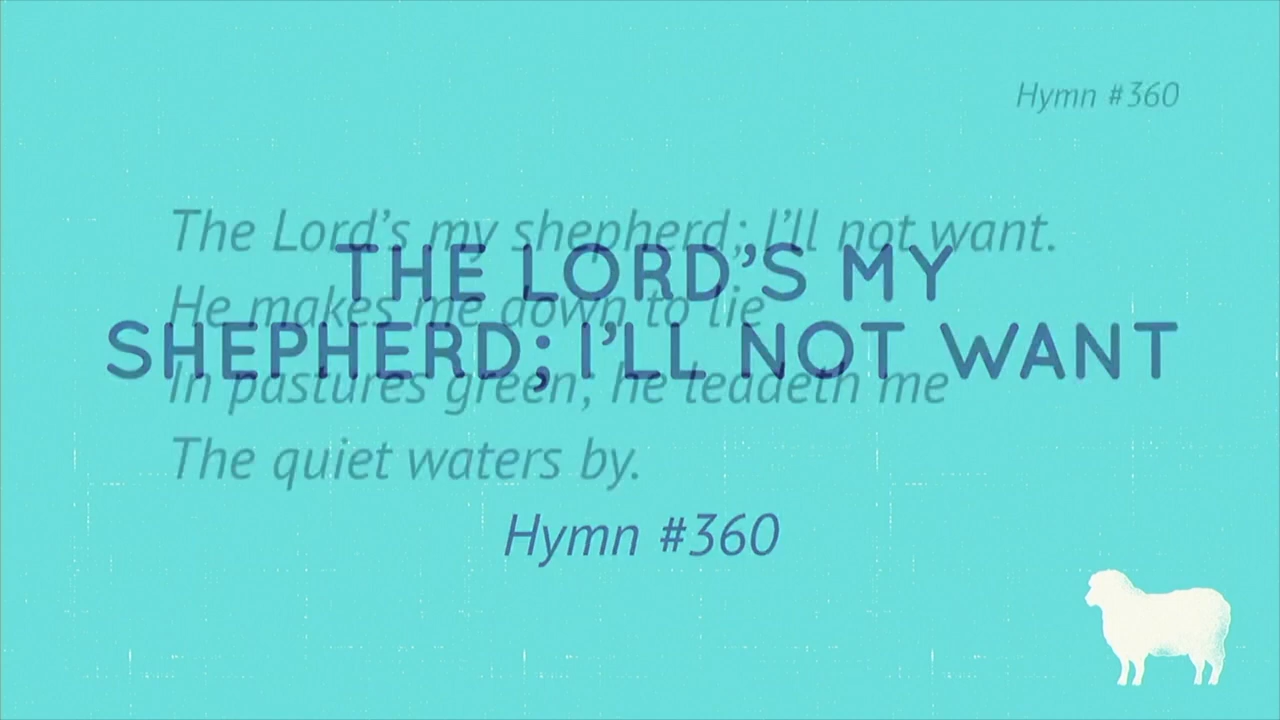 Hymn #360
The Lord's my shepherd; I'll not want.
THE LORD'S MY
He makes me down to lie
SHEPHERD; I'LL NOT WANT
In pastures green; he leadeth me
The quiet waters by.
Hymn #360